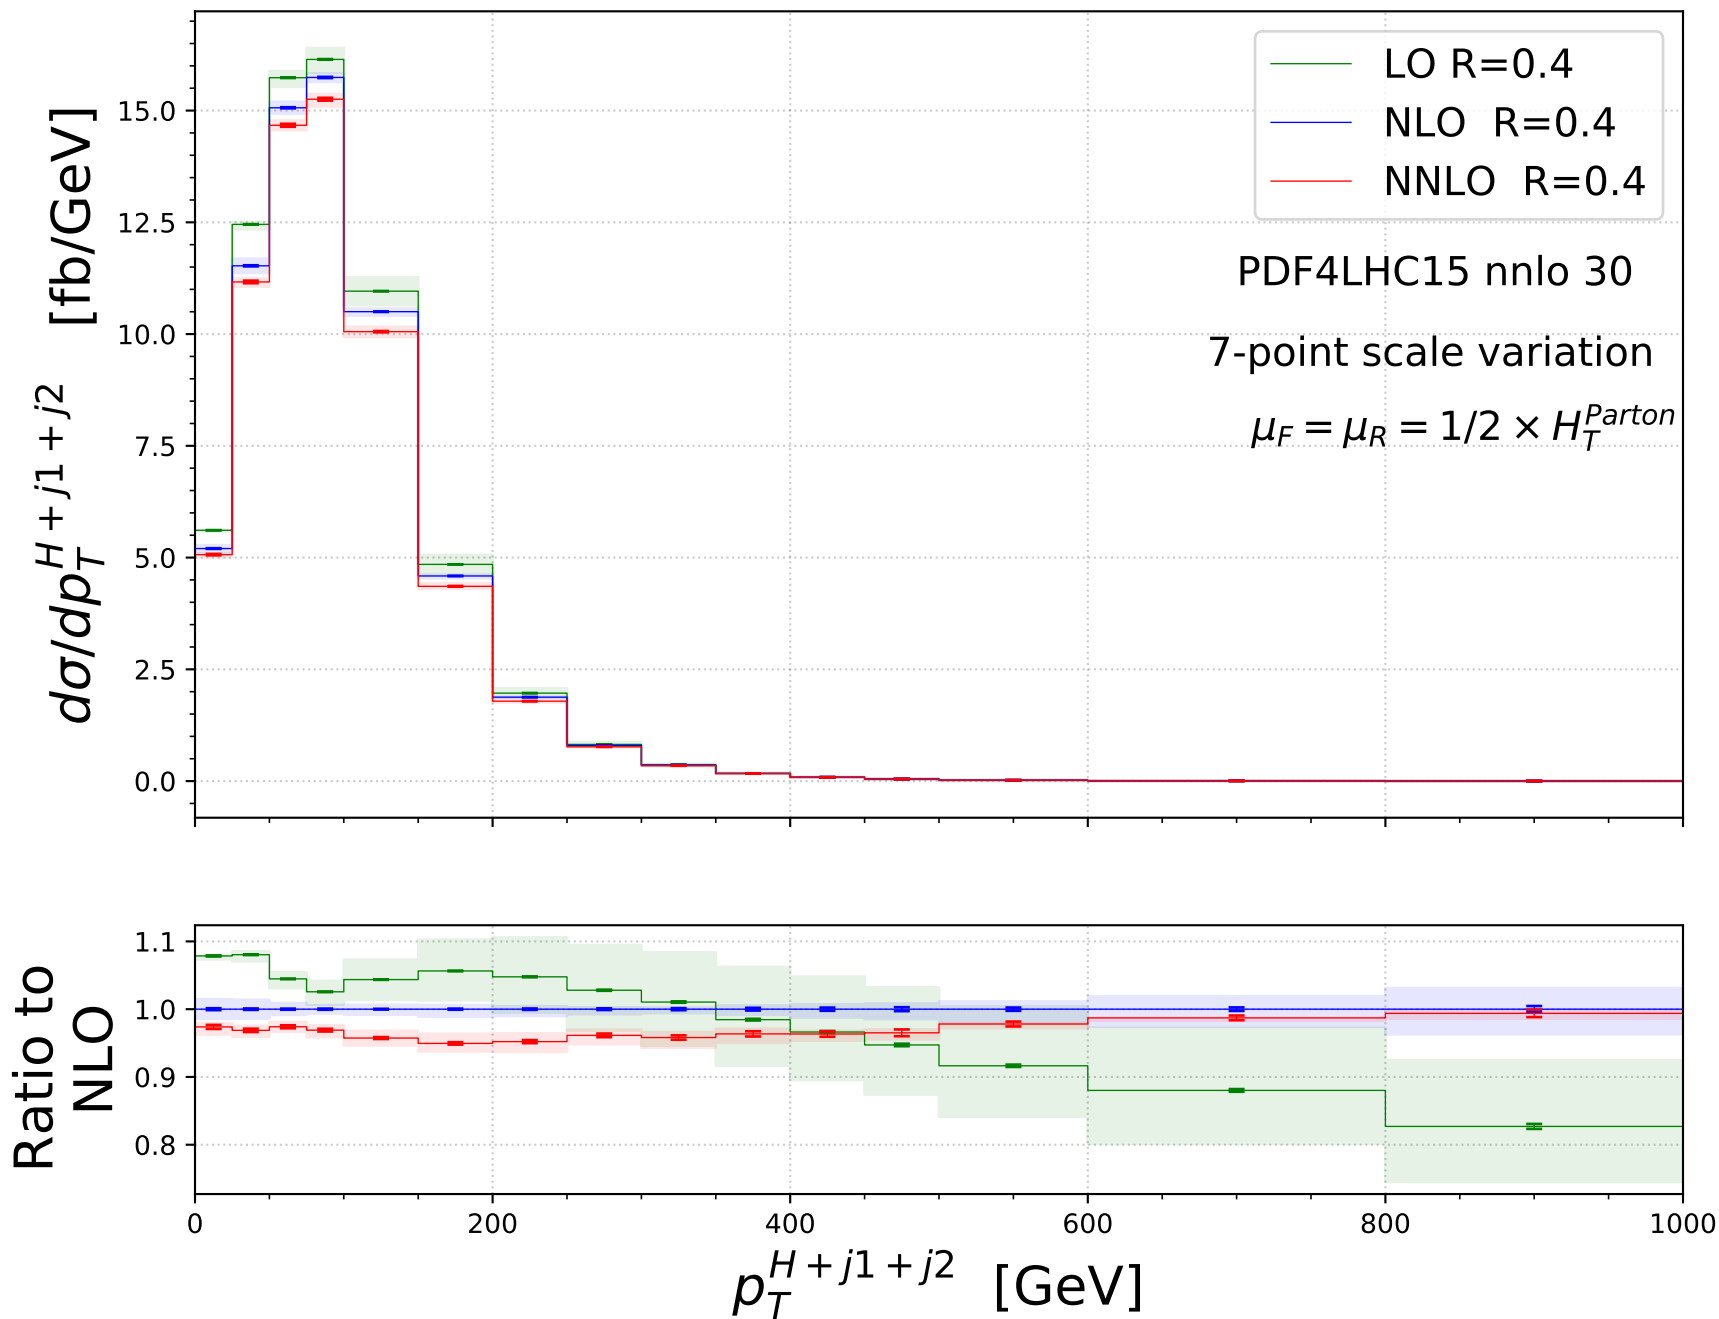 dσ/dp_T^{H+j1+j2} [fb/GeV]
15.0
12.5
10.0
7.5
5.0
2.5
0.0
LO R=0.4
NLO R=0.4
NNLO R=0.4
PDF4LHC15 nnlo 30
7-point scale variation
μ_F = μ_R = 1/2 × H_T^{Parton}
Ratio to
NLO
1.1
1.0
0.9
0.8
0 200 400 600 800 1000
p_T^{H+j1+j2} [GeV]